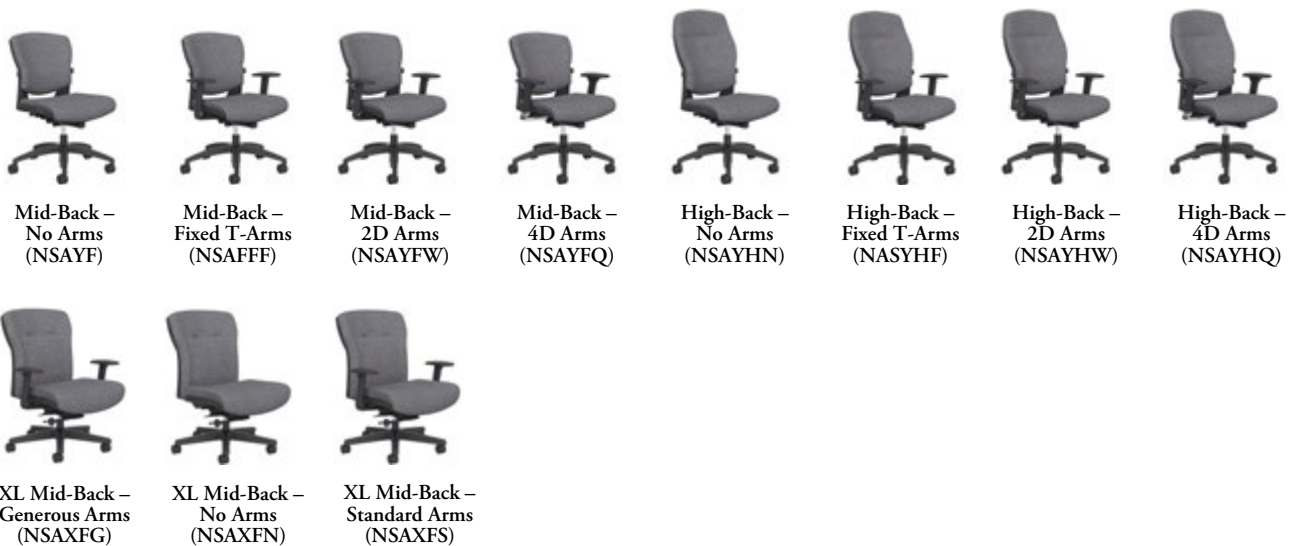 Mid-Back –
No Arms
(NSAYF)
Mid-Back –
Fixed T-Arms
(NSAFFF)
Mid-Back –
2D Arms
(NSAYFW)
Mid-Back –
4D Arms
(NSAYFQ)
High-Back –
No Arms
(NSAYHN)
High-Back –
Fixed T-Arms
(NASYHF)
High-Back –
2D Arms
(NSAYHW)
High-Back –
4D Arms
(NSAYHQ)
XL Mid-Back –
Generous Arms
(NSAXFG)
XL Mid-Back –
No Arms
(NSAXFN)
XL Mid-Back –
Standard Arms
(NSAXFS)